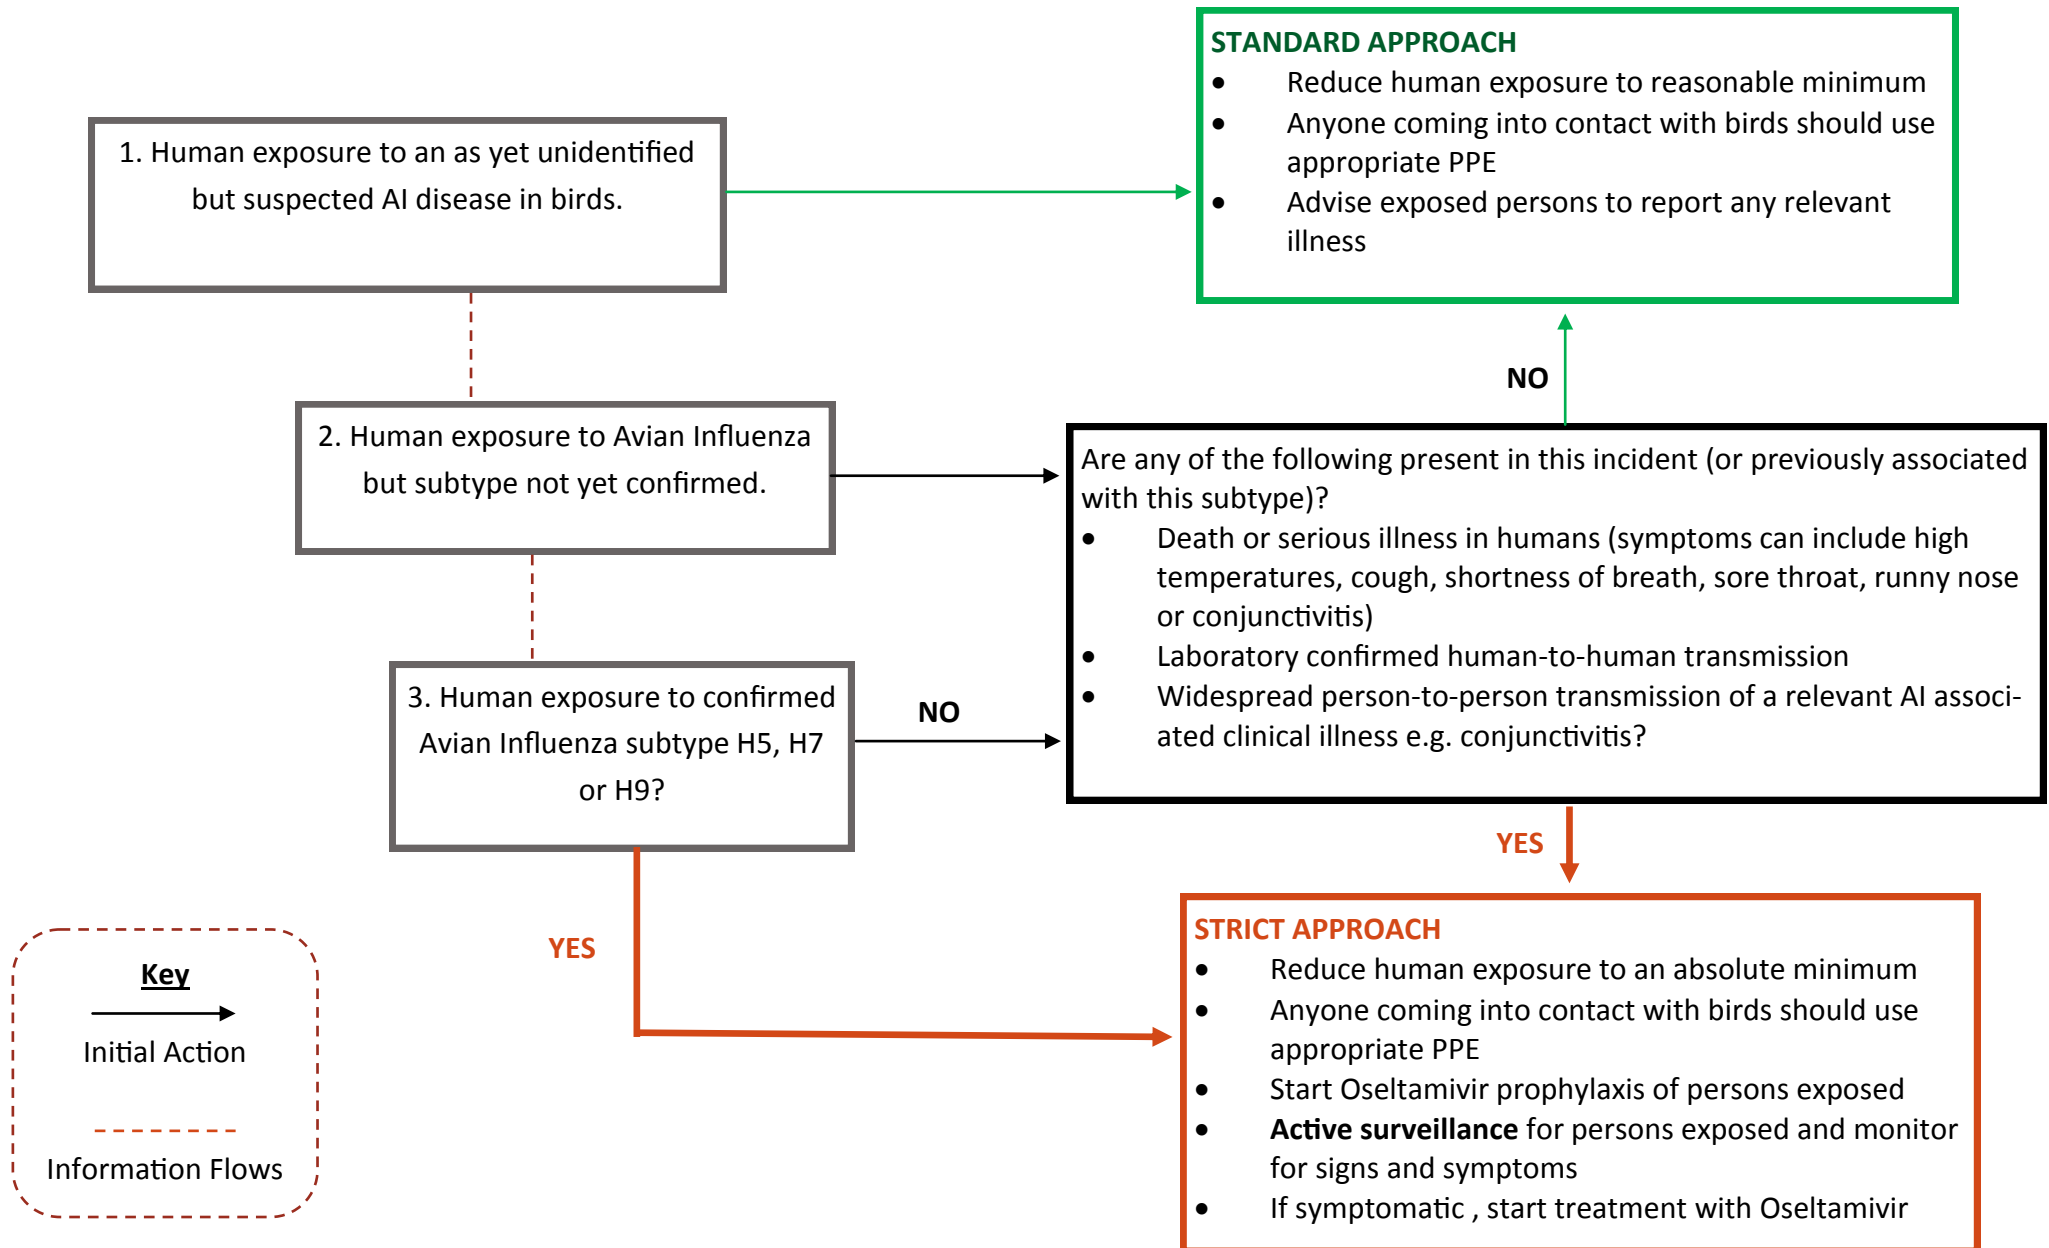 STANDARD APPROACH
• Reduce human exposure to reasonable minimum
• Anyone coming into contact with birds should use
appropriate PPE
• Advise exposed persons to report any relevant
illness
1. Human exposure to an as yet unidentified
but suspected AI disease in birds.
NO
2. Human exposure to Avian Influenza
but subtype not yet confirmed.
Are any of the following present in this incident (or previously associated
with this subtype)?
• Death or serious illness in humans (symptoms can include high
temperatures, cough, shortness of breath, sore throat, runny nose
or conjunctivitis)
• Laboratory confirmed human-to-human transmission
• Widespread person-to-person transmission of a relevant AI associ-
ated clinical illness e.g. conjunctivitis?
3. Human exposure to confirmed
Avian Influenza subtype H5, H7
or H9?
NO
YES
YES
STRICT APPROACH
• Reduce human exposure to an absolute minimum
• Anyone coming into contact with birds should use
appropriate PPE
• Start Oseltamivir prophylaxis of persons exposed
• Active surveillance for persons exposed and monitor
for signs and symptoms
• If symptomatic , start treatment with Oseltamivir
Key
Initial Action
Information Flows